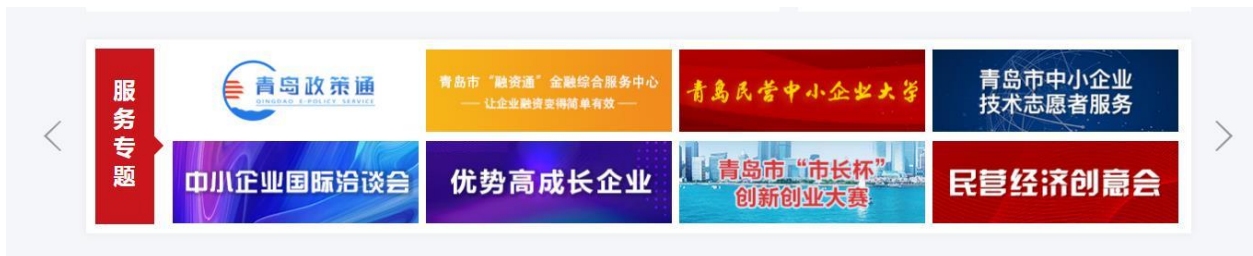 服务专题
青岛政策通
QINGDAO E-POLICY SERVICE
青岛市“融资通”金融综合服务中心
——让企业融资变得简单有效——
青岛民营中小企业大学
青岛市中小企业
技术志愿者服务
中小企业国际洽谈会
优势高成长企业
青岛市“市长杯”
创新创业大赛
民营经济创意会